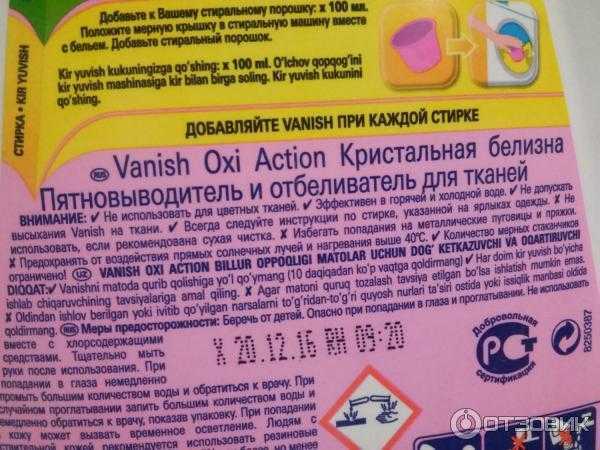 Добавьте к Вашему стиральному порошку: x 100 мл.
Положите мерную крышку в стиральную машину вместе
с бельем. Добавьте стиральный порошок.
Kir yuvish kukuningizga qo'shing: x 100 ml. O'lchov qopqog'ini
kir yuvish mashinasiga kir bilan birga soling. Kir yuvish kukunini
qo'shing.
СТИРКА • KIR YUVISH
ДОБАВЛЯЙТЕ VANISH ПРИ КАЖДОЙ СТИРКЕ
RUS Vanish Oxi Action Кристальная белизна
Пятновыводитель и отбеливатель для тканей
ВНИМАНИЕ: ✔ Не использовать для цветных тканей. ✔ Эффективен в горячей и холодной воде. ✔ Не допускать
высыхания Vanish на ткани. ✔ Всегда следуйте инструкции по стирке, указанной на ярлыках одежды. ✘ Не
использовать, если рекомендована сухая чистка. ✘ Избегать попадания на металлические пуговицы и пряжки.
✘ Предохранять от воздействия прямых солнечных лучей и нагревания выше 40°C. ✔ Количество мерных стаканчиков
ограничено! UZ VANISH OXI ACTION BILLUR OPPOQLIGI MATOLAR UCHUN DOG' KETKAZUVCHI VA OQARTIRUVCHI
DIQQAT: ✔ Vanishni matoda qurib qolishiga yo'l qo'ymang (10 daqiqadan ko'p vaqtga qoldirmang) ✔ Har doim kir yuvish bo'yicha
ishlab chiqaruvchining tavsiyalariga amal qiling. ✘ Agar matoni quruq tozalash tavsiya etilgan bo'lsa ishlatish mumkin emas.
✘ Oldindan ishlov berilgan yoki ivitib qo'yilgan narsalarni to'g'ridan-to'g'ri quyosh nurlari ta'siri ostida yoki issiqlik manbasi oldida
qoldirmang. RUS Меры предосторожности: Беречь от детей. Опасно при попадании в глаза и проглатывании. Не использовать
вместе с хлорсодержащими
средствами. Тщательно мыть
руки после использования. При
попадании в глаза немедленно
промыть большим количеством воды и обратиться к врачу. При
случайном проглатывании запить большим количеством воды и
немедленно обратиться к врачу, показав упаковку. При попадании
кожу может вызвать временное осветление. Людям с
чувствительной кожей рекомендуется использовать резиновые
X 20.12.16 RH 09:20
Добровольная
РСТ
сертификация
8250387
ОТЗОВИК